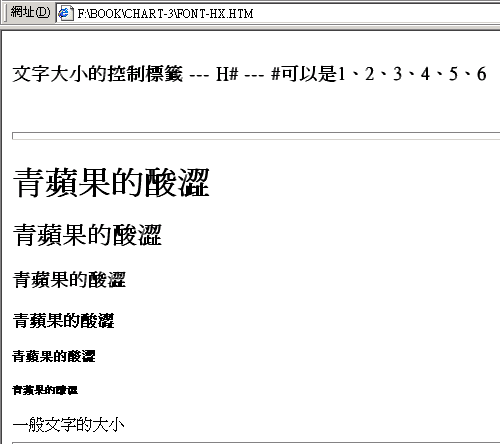 網址(D) F:\BOOK\CHART-3\FONT-HX.HTM
文字大小的控制標籤 --- H# --- #可以是1、2、3、4、5、6
青蘋果的酸澀
青蘋果的酸澀
青蘋果的酸澀
青蘋果的酸澀
青蘋果的酸澀
青蘋果的酸澀
一般文字的大小